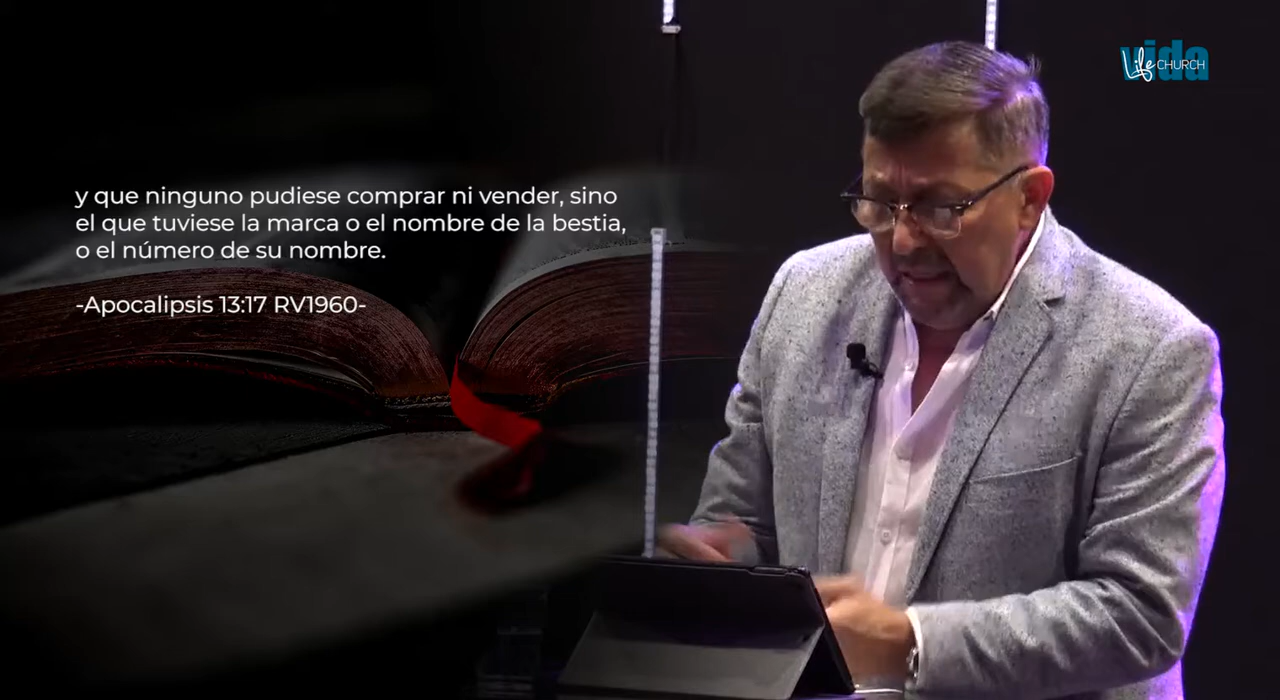 y que ninguno pudiese comprar ni vender, sino
el que tuviese la marca o el nombre de la bestia,
o el número de su nombre.
-Apocalipsis 13:17 RV1960-
vida
Life CHURCH